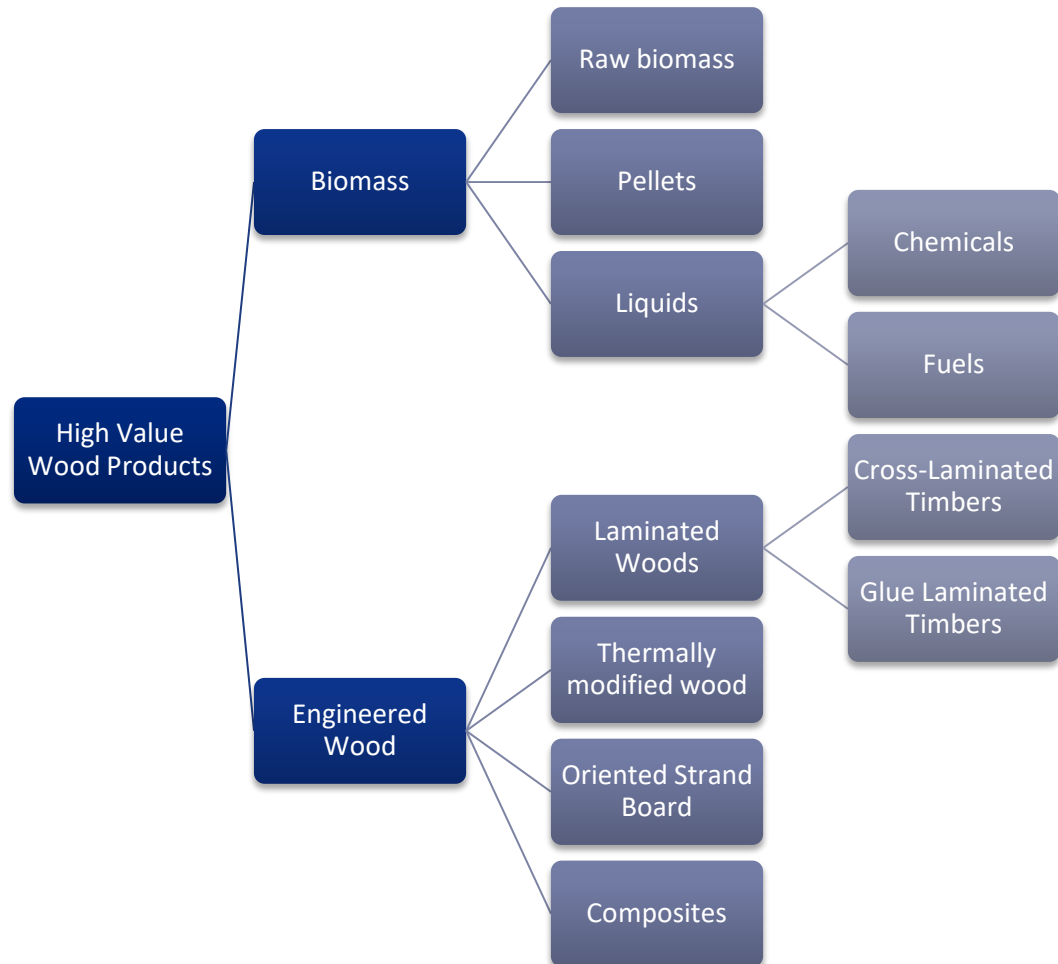 High Value
Wood Products
Biomass
Raw biomass
Pellets
Liquids
Chemicals
Fuels
Engineered
Wood
Laminated
Woods
Cross-Laminated
Timbers
Glue Laminated
Timbers
Thermally
modified wood
Oriented Strand
Board
Composites